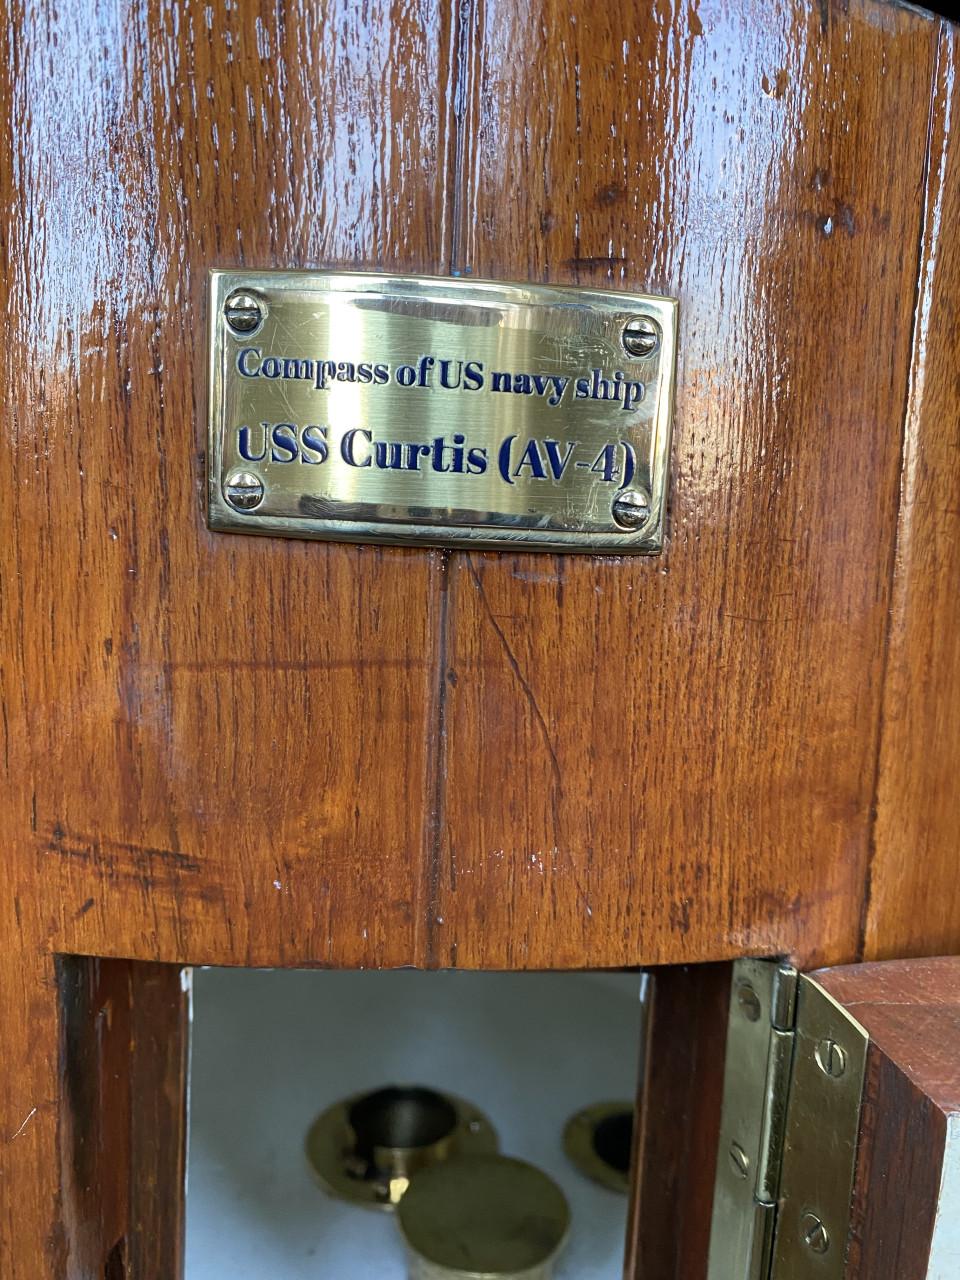 Compass of US navy ship
USS Curtis (AV-4)